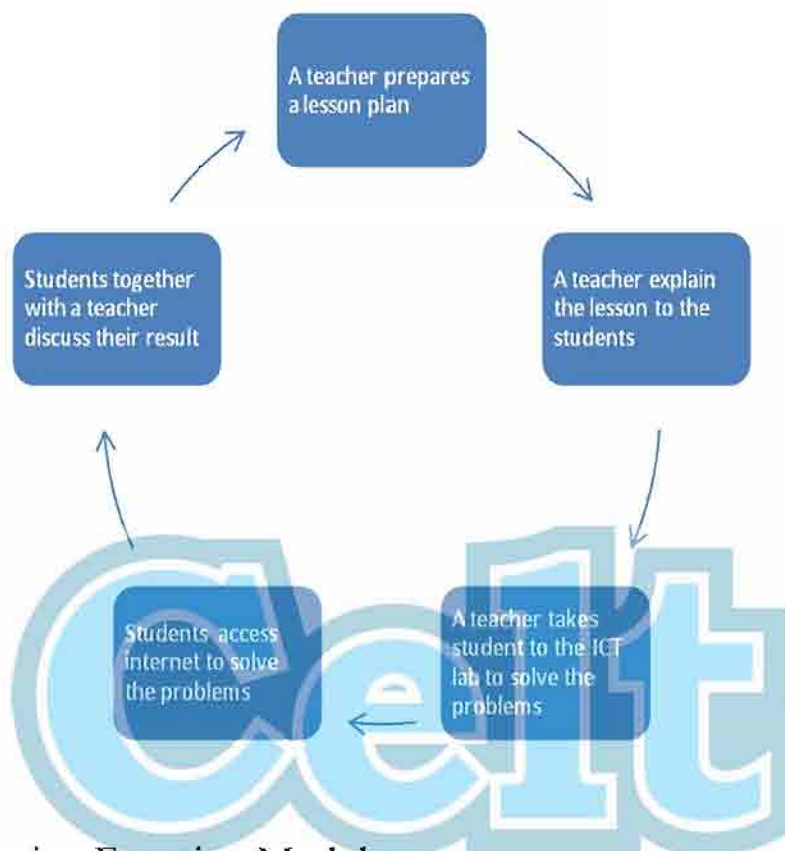 A teacher prepares
a lesson plan
A teacher explain
the lesson to the
students
A teacher takes
student to the ICT
lab to solve the
problems
Students access
internet to solve
the problems
Students together
with a teacher
discuss their result
Celt